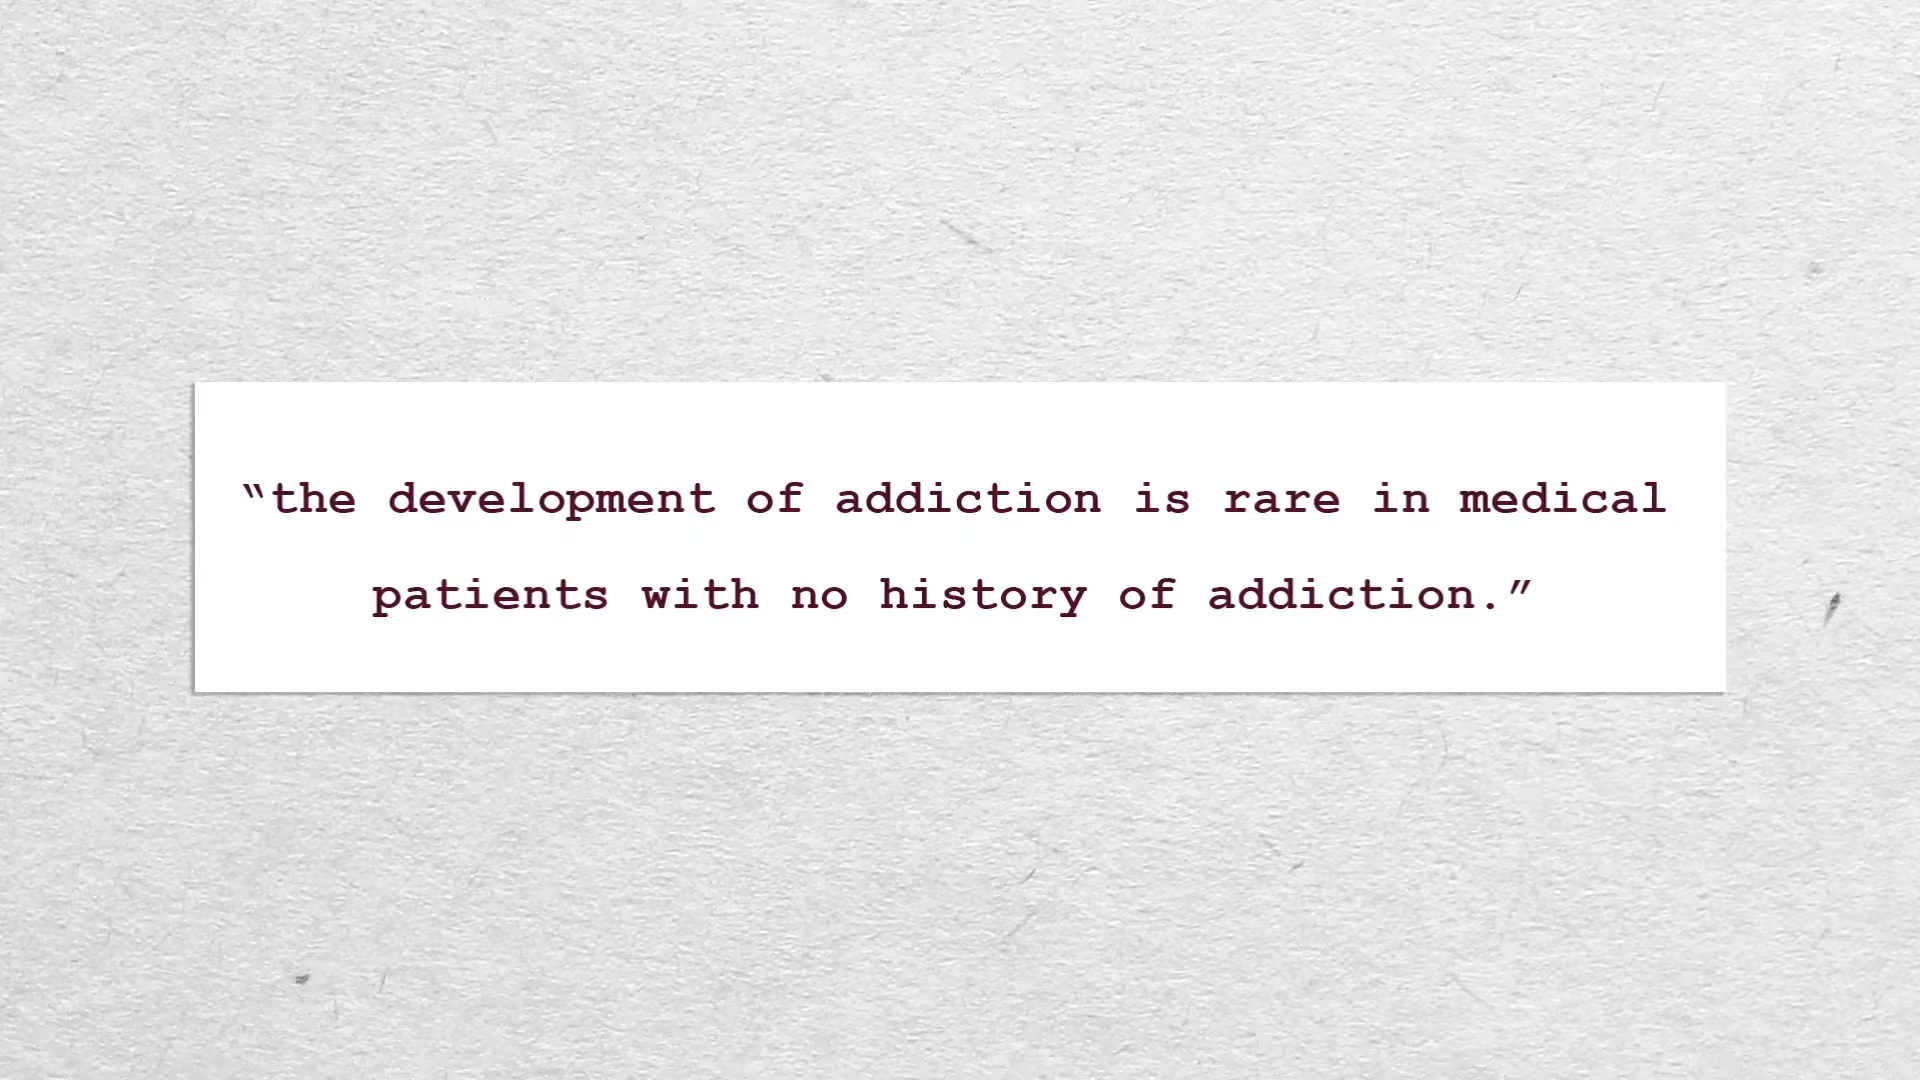 “the development of addiction is rare in medical
patients with no history of addiction.”